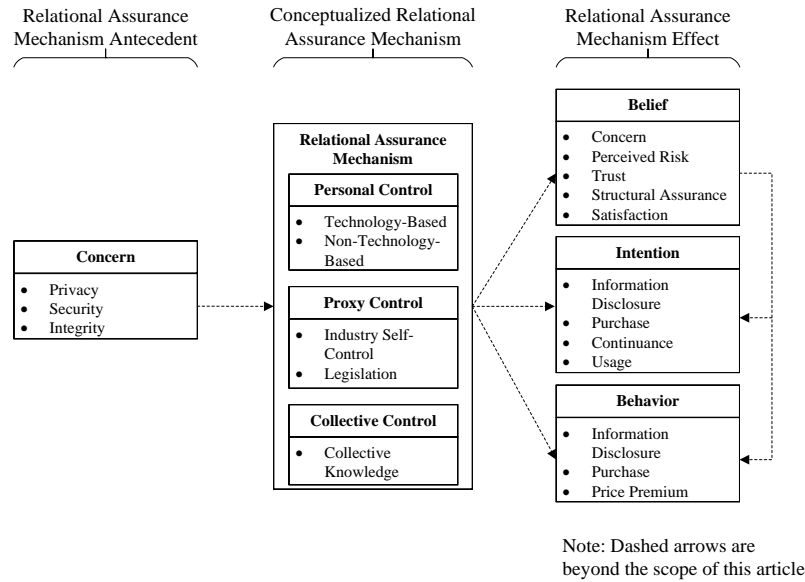 Relational Assurance
Mechanism Antecedent
Conceptualized Relational
Assurance Mechanism
Relational Assurance
Mechanism Effect
Concern
• Privacy
• Security
• Integrity
Relational Assurance
Mechanism
Personal Control
• Technology-Based
• Non-Technology-
Based
Proxy Control
• Industry Self-
Control
• Legislation
Collective Control
• Collective
Knowledge
Belief
• Concern
• Perceived Risk
• Trust
• Structural Assurance
• Satisfaction
Intention
• Information
Disclosure
• Purchase
• Continuance
• Usage
Behavior
• Information
Disclosure
• Purchase
• Price Premium
Note: Dashed arrows are
beyond the scope of this article